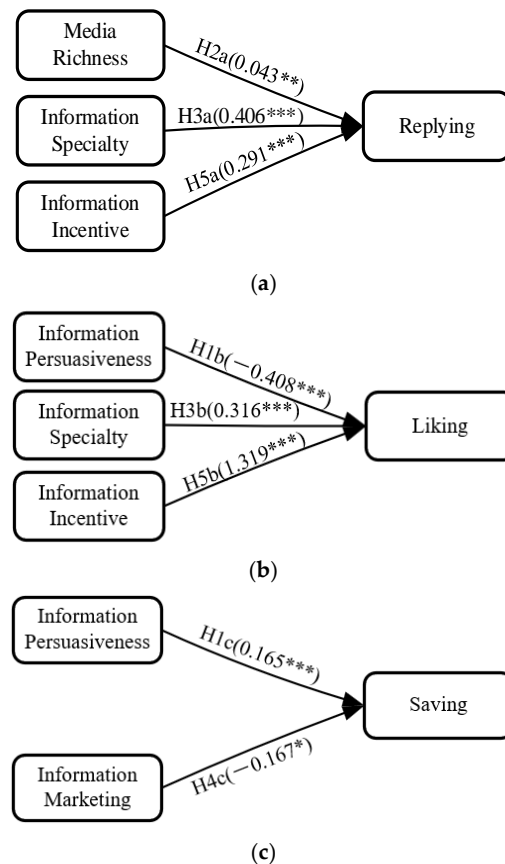 Media
Richness
H2a(0.043**)
Information
Specialty
H3a(0.406***)
Replying
Information
Incentive
H5a(0.291***)
(a)
Information
Persuasiveness
H1b(−0.408***)
Information
Specialty
H3b(0.316***)
Liking
Information
Incentive
H5b(1.319***)
(b)
Information
Persuasiveness
H1c(0.165***)
Saving
Information
Marketing
H4c(−0.167*)
(c)